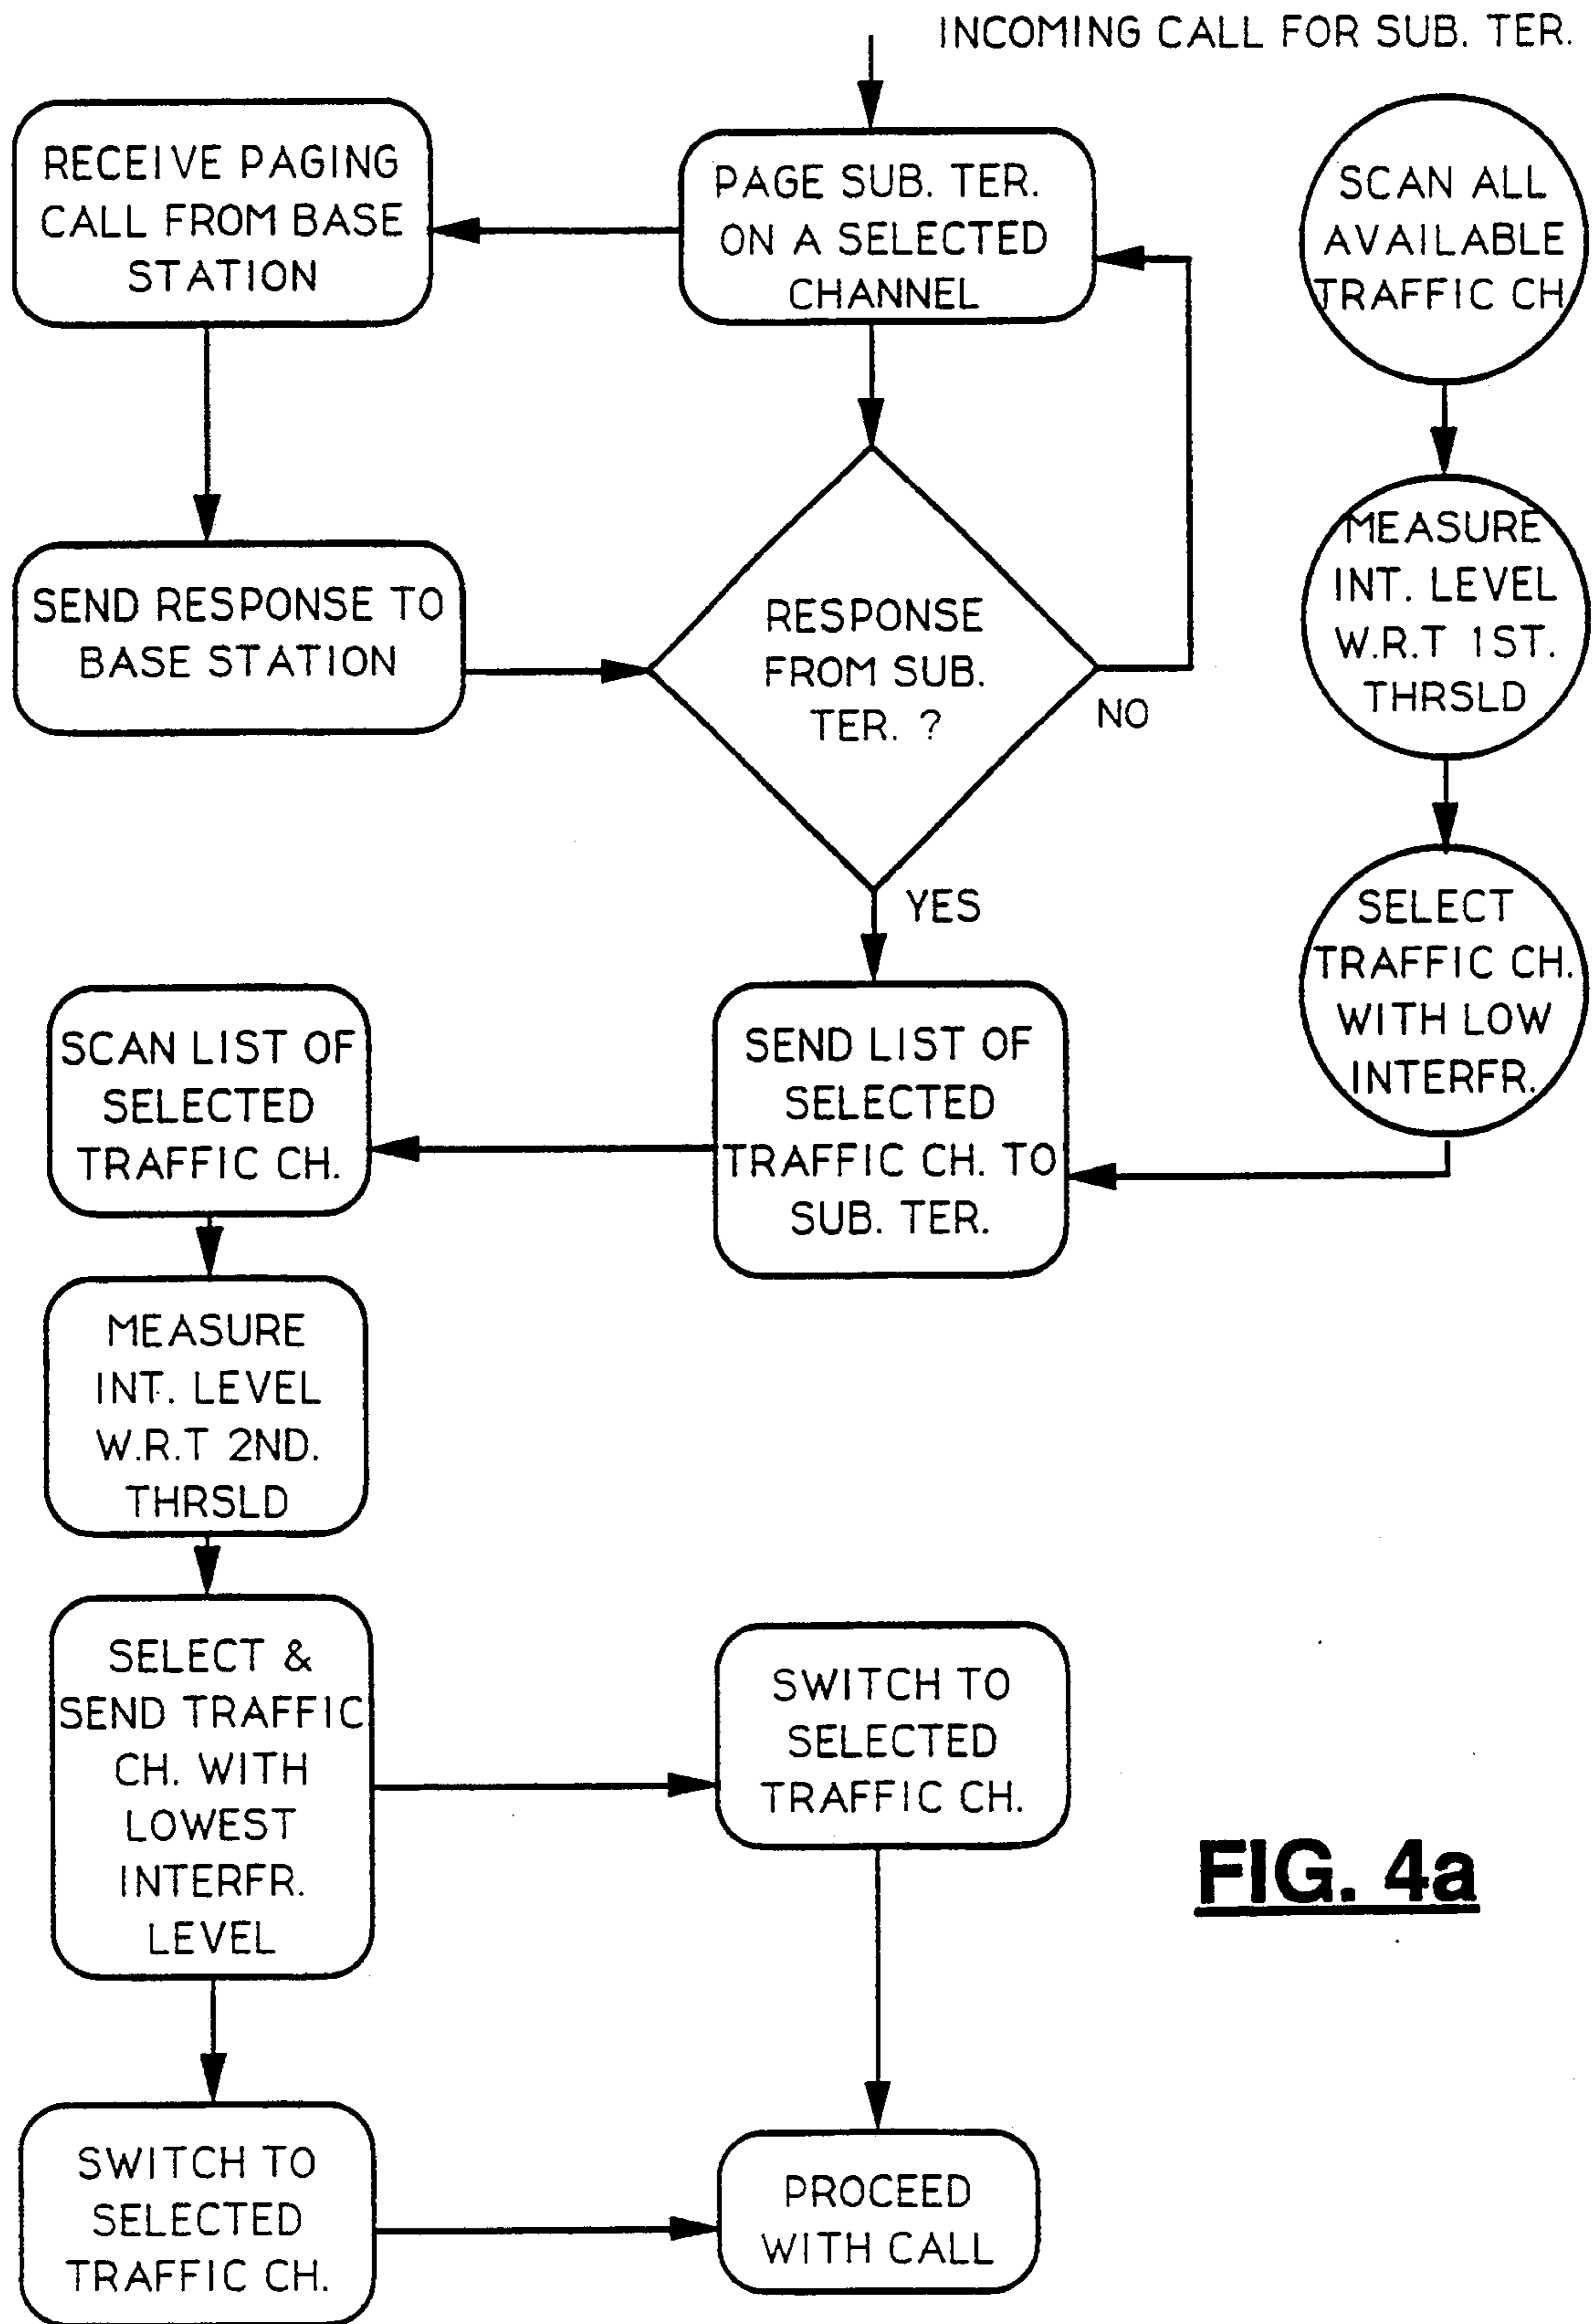 INCOMING CALL FOR SUB. TER.
RECEIVE PAGING
CALL FROM BASE
STATION
PAGE SUB. TER.
ON A SELECTED
CHANNEL
SCAN ALL
AVAILABLE
TRAFFIC CH
SEND RESPONSE TO
BASE STATION
RESPONSE
FROM SUB.
TER. ?
NO
YES
MEASURE
INT. LEVEL
W.R.T 1ST.
THRSLD
SELECT
TRAFFIC CH.
WITH LOW
INTERFR.
SCAN LIST OF
SELECTED
TRAFFIC CH.
SEND LIST OF
SELECTED
TRAFFIC CH. TO
SUB. TER.
MEASURE
INT. LEVEL
W.R.T 2ND.
THRSLD
SELECT &
SEND TRAFFIC
CH. WITH
LOWEST
INTERFR.
LEVEL
SWITCH TO
SELECTED
TRAFFIC CH.
FIG. 4a
SWITCH TO
SELECTED
TRAFFIC CH.
PROCEED
WITH CALL